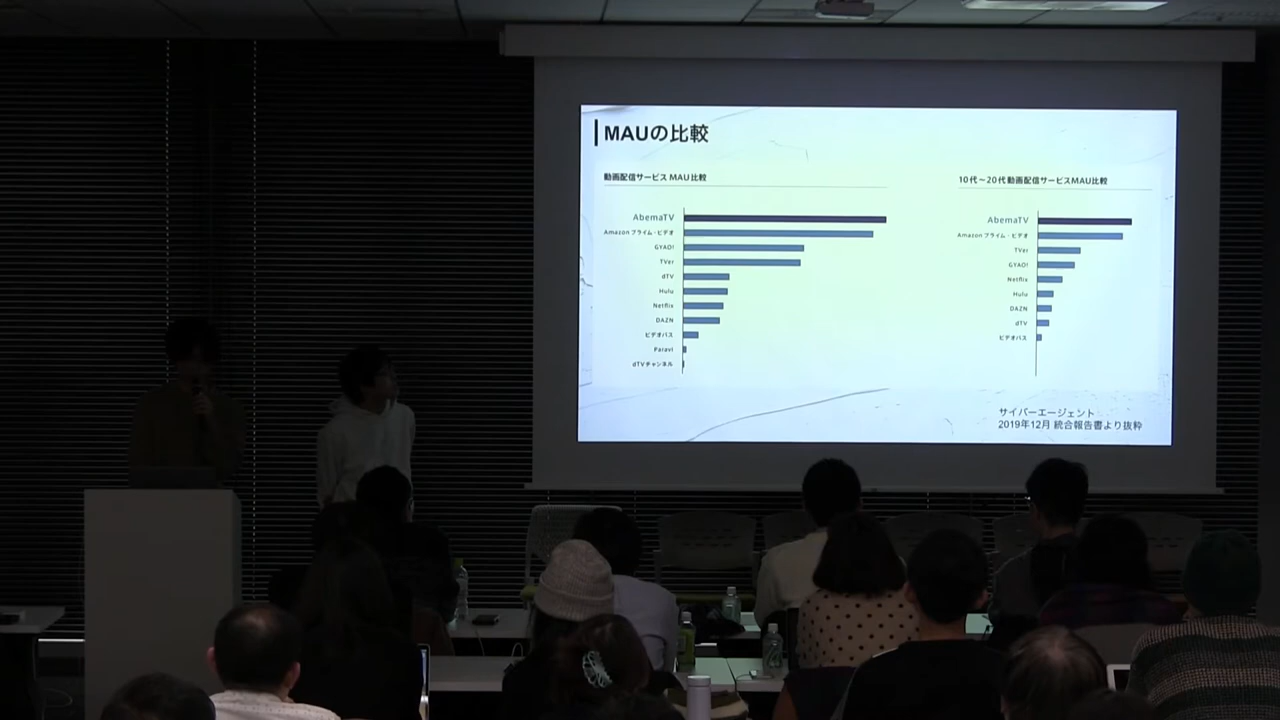 MAUの比較
動画配信サービス MAU比較
AbemaTV
Amazon プライム・ビデオ
GYAO!
TVer
dTV
Hulu
Netflix
DAZN
ビデオパス
Paravi
dTVチャンネル
10代〜20代動画配信サービスMAU比較
AbemaTV
Amazon プライム・ビデオ
TVer
GYAO!
Netflix
Hulu
DAZN
dTV
ビデオパス
サイバーエージェント
2019年12月 統合報告書より抜粋